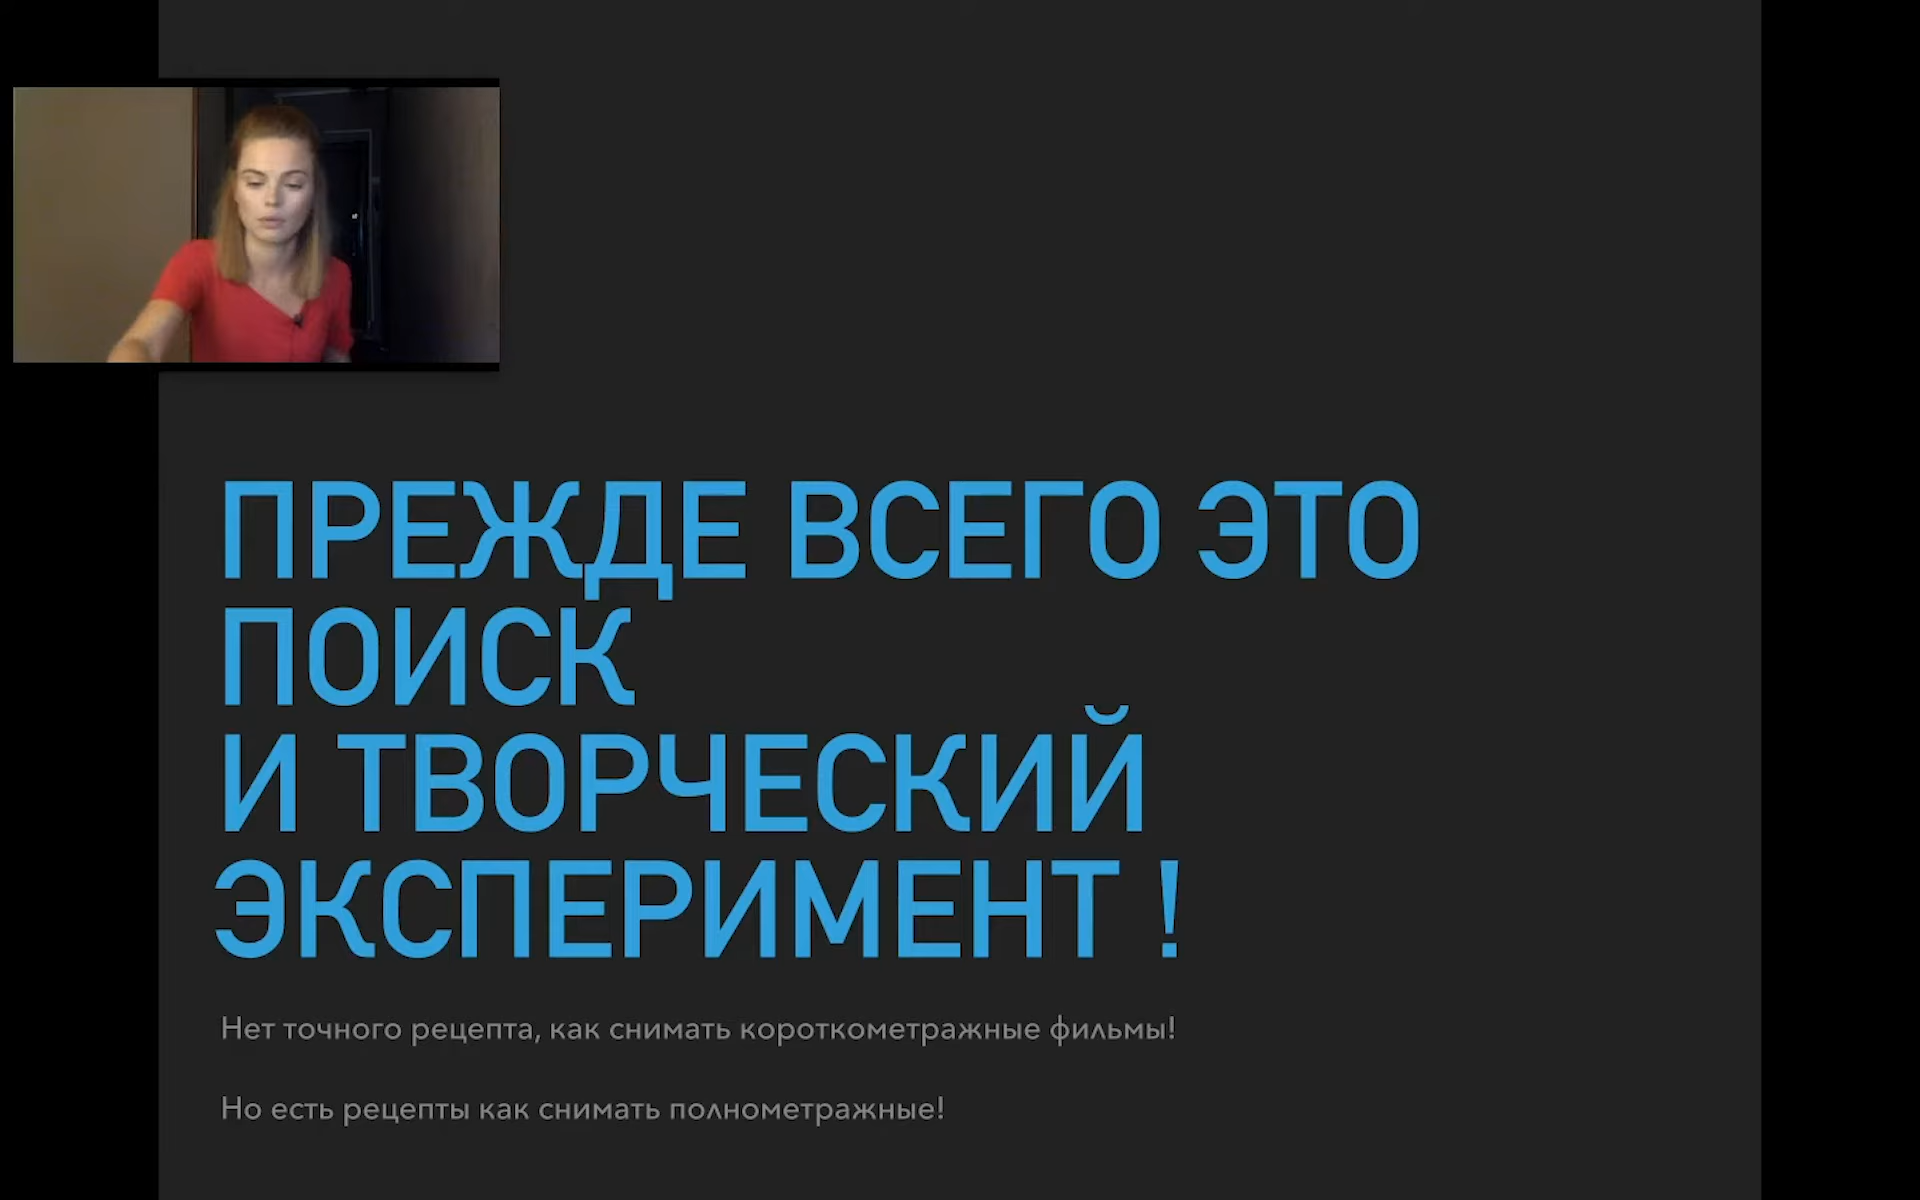 ПРЕЖДЕ ВСЕГО ЭТО
ПОИСК
И ТВОРЧЕСКИЙ
ЭКСПЕРИМЕНТ !
Нет точного рецепта, как снимать короткометражные фильмы!
Но есть рецепты как снимать полнометражные!